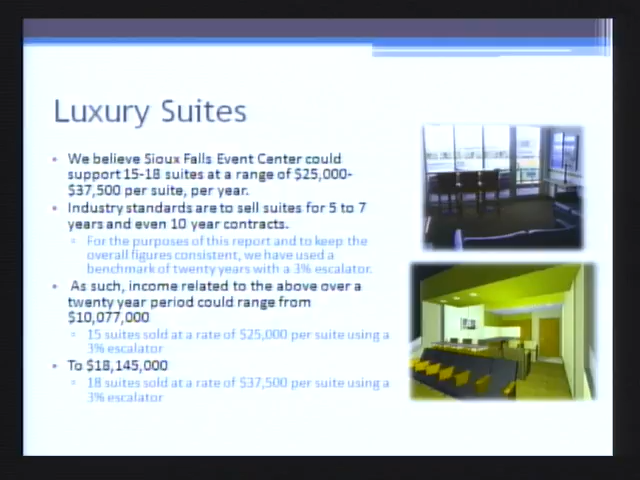 Luxury Suites
We believe Sioux Falls Event Center could
support 15-18 suites at a range of $25,000-
$37,500 per suite, per year.
Industry standards are to sell suites for 5 to 7
years and even 10 year contracts.
For the purposes of this report and to keep the
overall figures consistent, we have used a
benchmark of twenty years with a 3% escalator.
As such, income related to the above over a
twenty year period could range from
$10,077,000
15 suites sold at a rate of $25,000 per suite using a
3% escalator
To $18,145,000
18 suites sold at a rate of $37,500 per suite using a
3% escalator